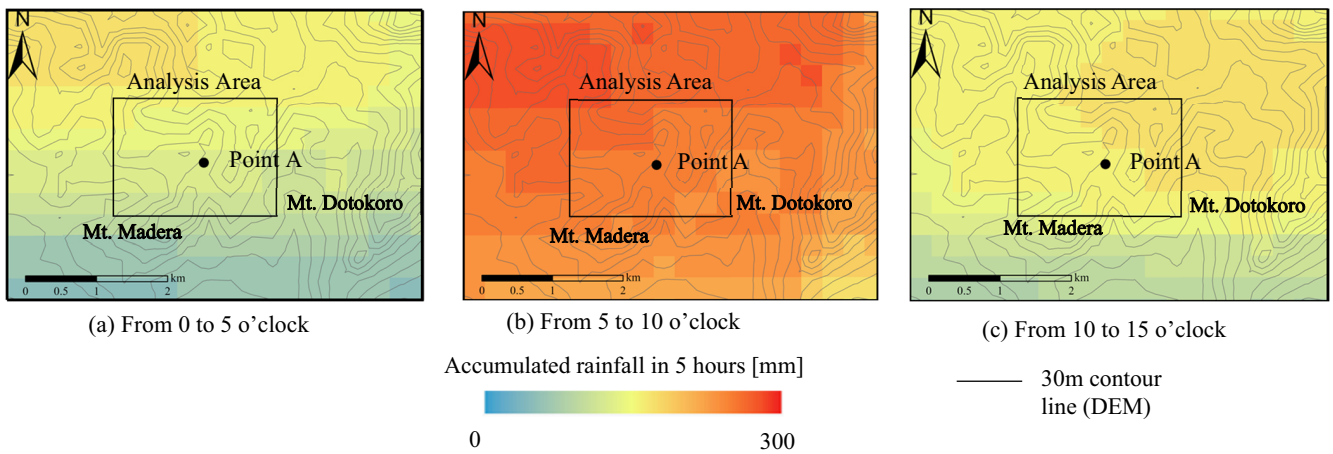 N
Analysis Area
Point A
Mt. Dotokoro
Mt. Madera
km
0 0.5 1 2
(a) From 0 to 5 o’clock
N
Analysis Area
Point A
Mt. Dotokoro
Mt. Madera
km
0 0.5 1 2
(b) From 5 to 10 o’clock
N
Analysis Area
Point A
Mt. Dotokoro
Mt. Madera
km
0 0.5 1 2
(c) From 10 to 15 o’clock
Accumulated rainfall in 5 hours [mm]
0 300
30m contour
line (DEM)